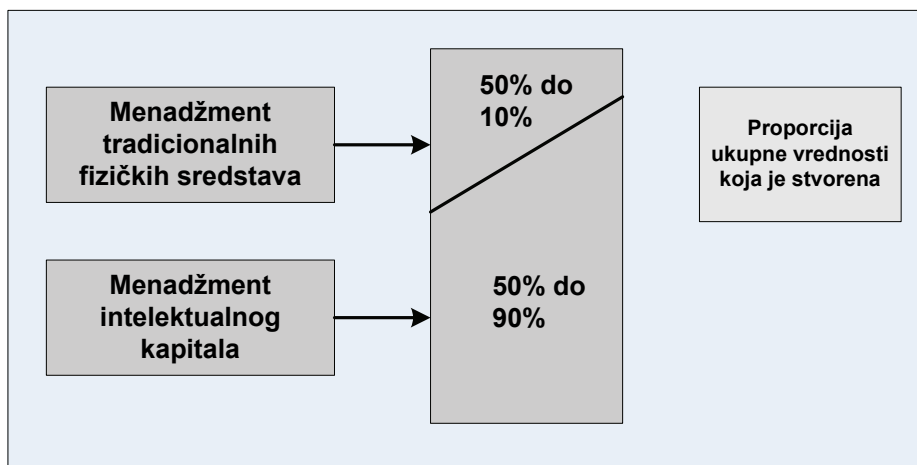 Menadžment
tradicionalnih
fizičkih sredstava
50% do
10%
Proporcija
ukupne vrednosti
koja je stvorena
Menadžment
intelektualnog
kapitala
50% do
90%